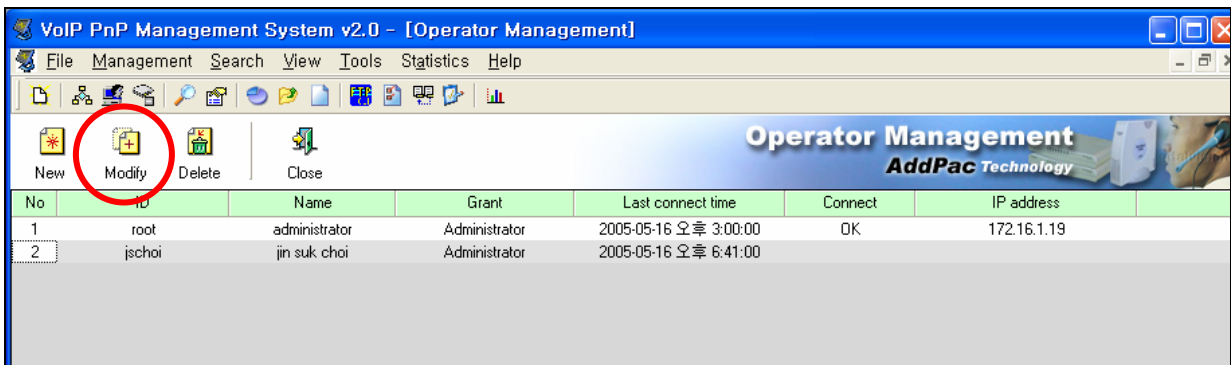 VoIP PnP Management System v2.0 - [Operator Management]
File Management Search View Tools Statistics Help
Operator Management
AddPac Technology
New Modify Delete Close
No ID Name Grant Last connect time Connect IP address
1 root administrator Administrator 2005-05-16 오후 3:00:00 OK 172.16.1.19
2 jschoi jin suk choi Administrator 2005-05-16 오후 6:41:00